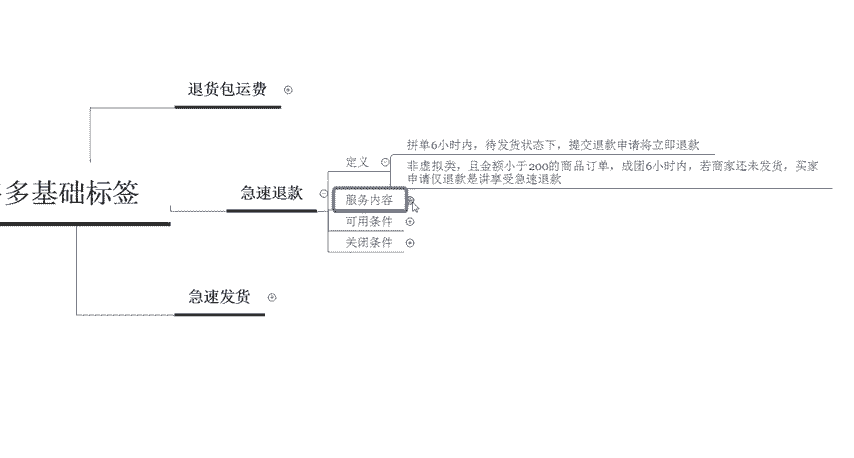 退货包运费
拼单6小时内，待发货状态下，提交退款申请将立即退款
定义
非虚拟类，且金额小于200的商品订单，成团6小时内，若商家还未发货，买家
申请仅退款是讲享受急速退款
多多基础标签
急速退款
服务内容
可用条件
关闭条件
急速发货